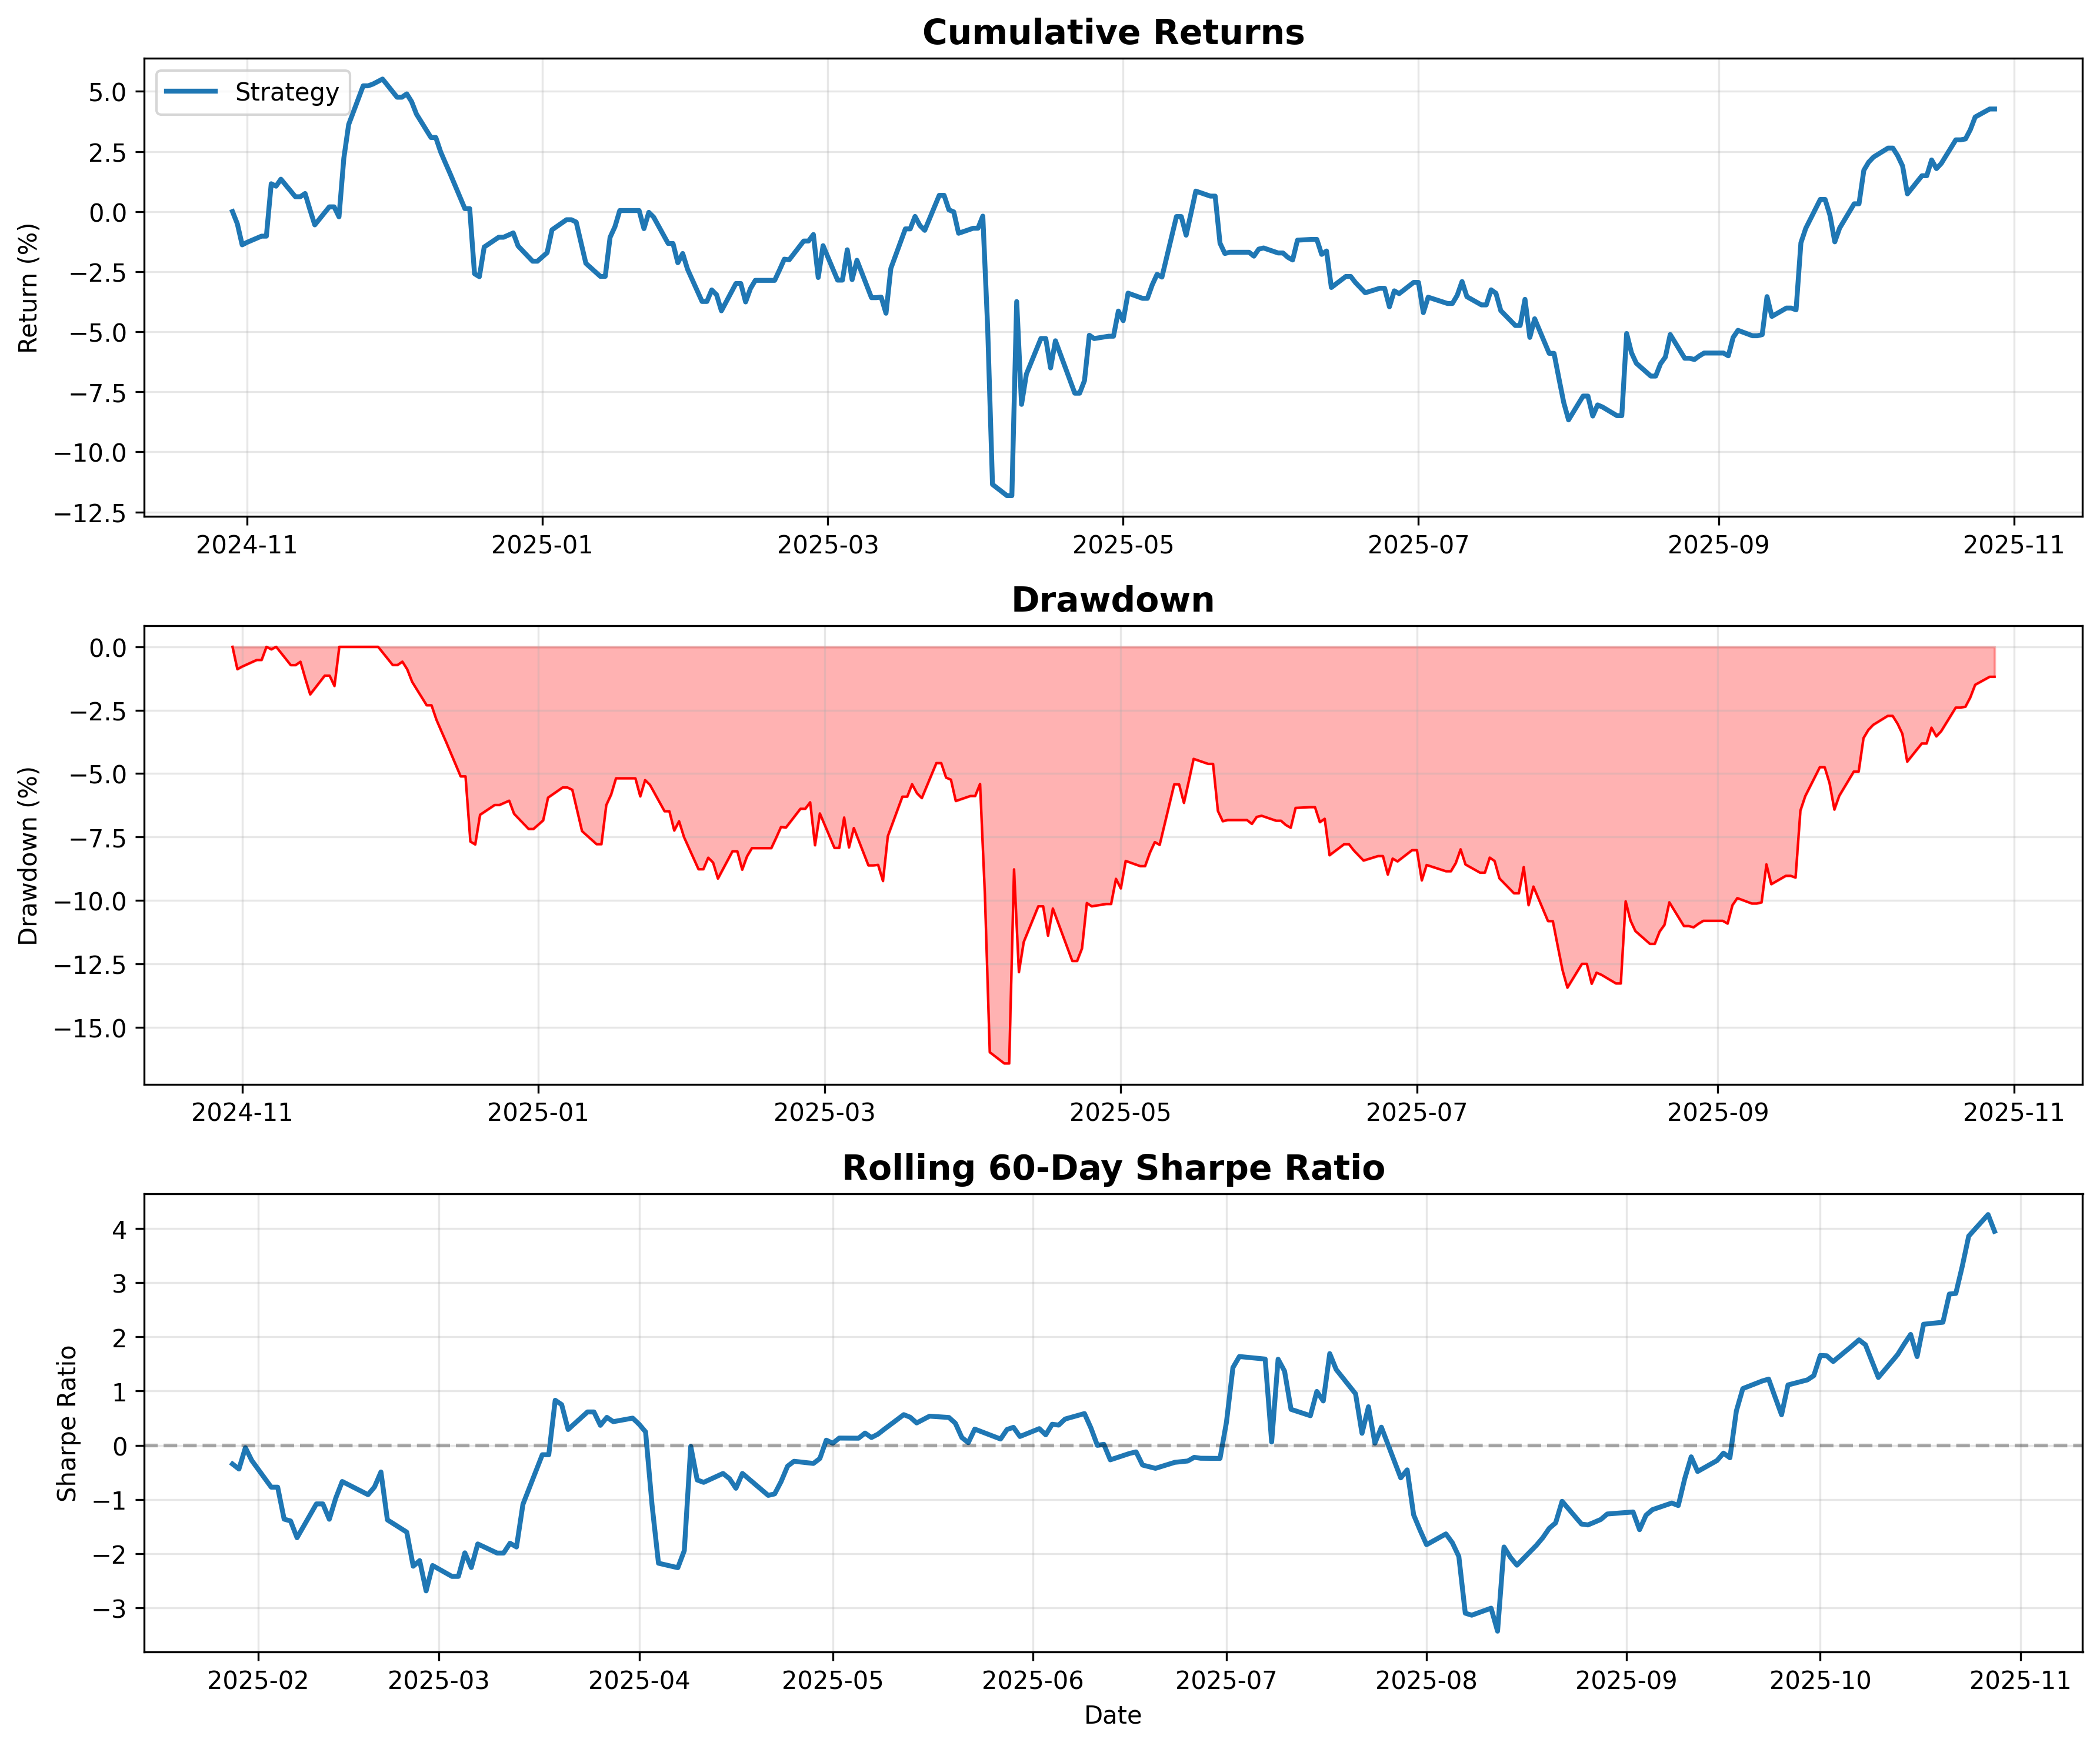 Cumulative Returns
Strategy
Return (%)
5.0
2.5
0.0
−2.5
−5.0
−7.5
−10.0
−12.5
2024-11 2025-01 2025-03 2025-05 2025-07 2025-09 2025-11
Drawdown
Drawdown (%)
0.0
−2.5
−5.0
−7.5
−10.0
−12.5
−15.0
2024-11 2025-01 2025-03 2025-05 2025-07 2025-09 2025-11
Rolling 60-Day Sharpe Ratio
Sharpe Ratio
4
3
2
1
0
−1
−2
−3
2025-02 2025-03 2025-04 2025-05 2025-06 2025-07 2025-08 2025-09 2025-10 2025-11
Date